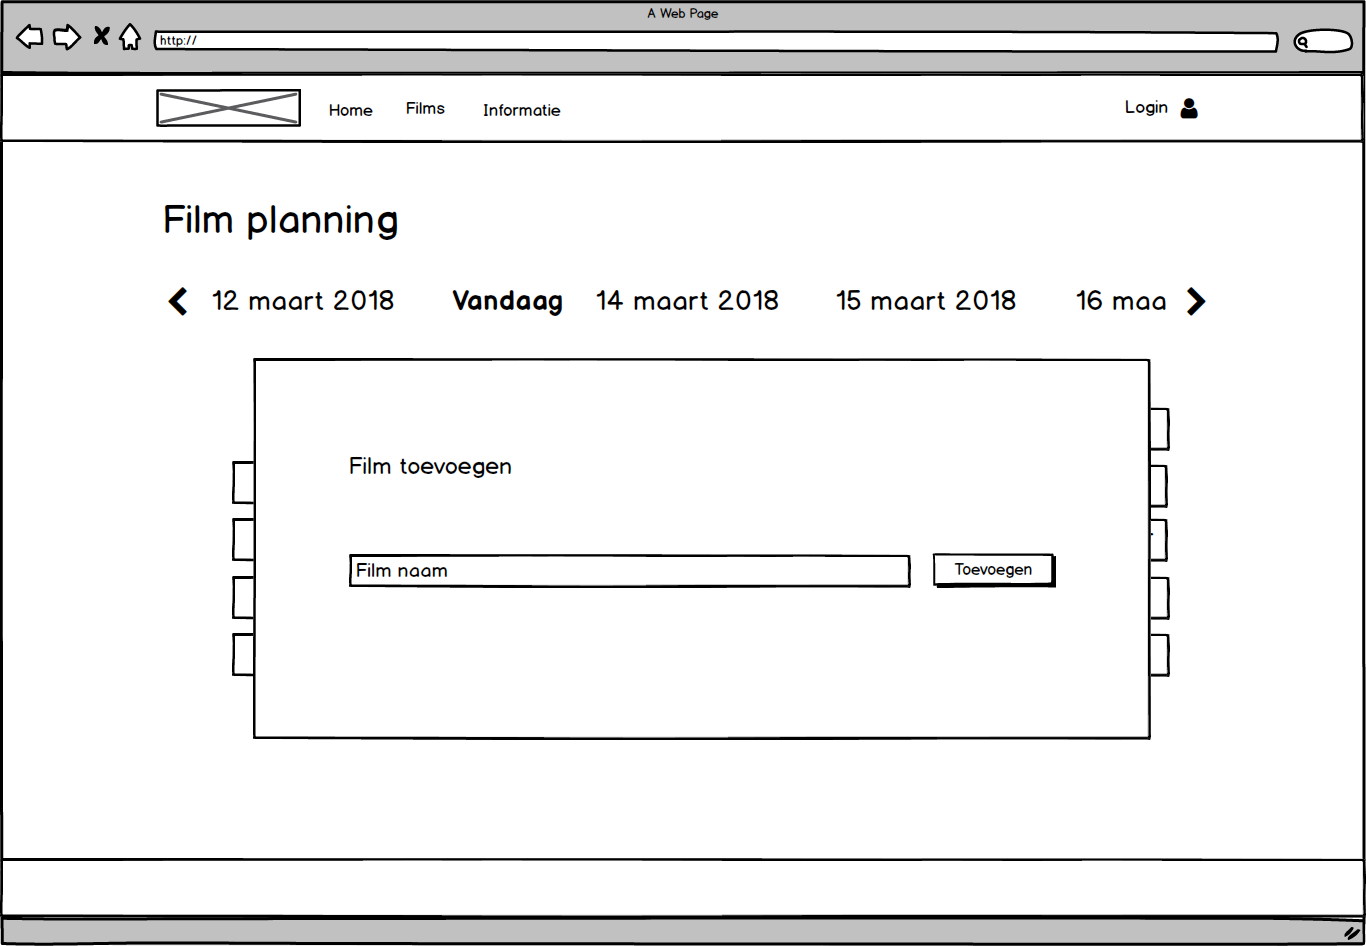 A Web Page
http://
Home Films Informatie Login
Film planning
12 maart 2018 Vandaag 14 maart 2018 15 maart 2018 16 maa
Film toevoegen
Film naam Toevoegen